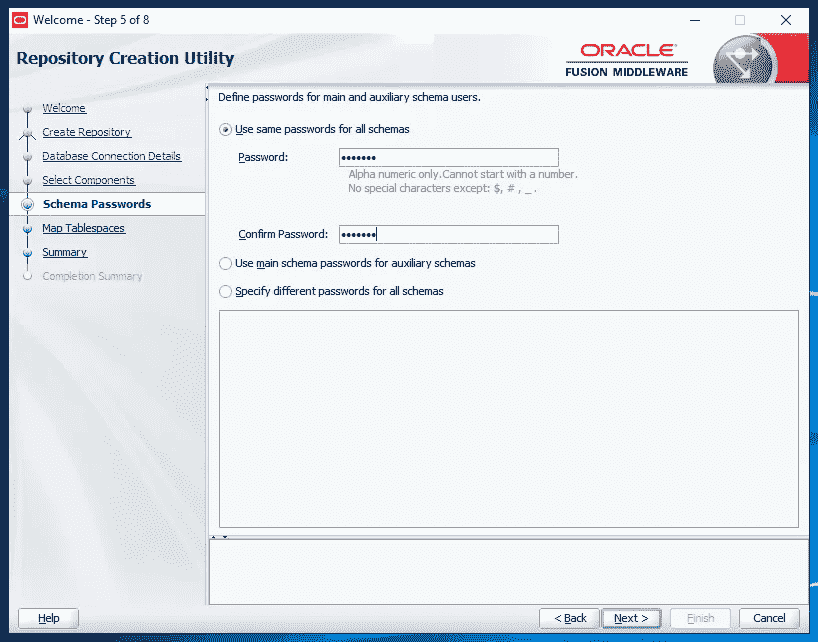 Welcome - Step 5 of 8
Repository Creation Utility
ORACLE
FUSION MIDDLEWARE
Welcome
Create Repository
Database Connection Details
Select Components
Schema Passwords
Map Tablespaces
Summary
Completion Summary
Define passwords for main and auxiliary schema users.
Use same passwords for all schemas
Password: •••••••
Alpha numeric only.Cannot start with a number.
No special characters except: $, # , _ .
Confirm Password: •••••••
Use main schema passwords for auxiliary schemas
Specify different passwords for all schemas
Help < Back Next > Finish Cancel